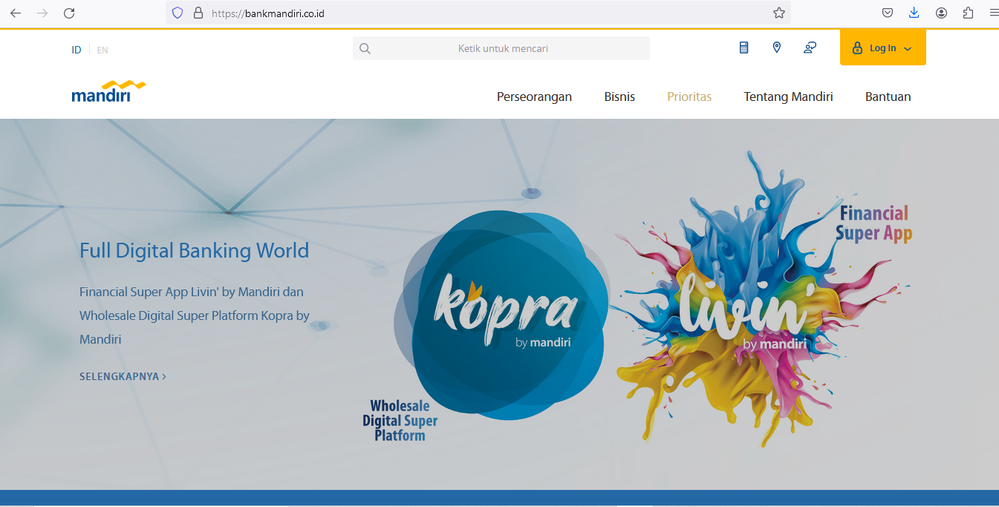 https://bankmandiri.co.id
ID
EN
Ketik untuk mencari
Log In
mandiri
Perseorangan
Bisnis
Prioritas
Tentang Mandiri
Bantuan
Full Digital Banking World
Financial Super App Livin' by Mandiri dan
Wholesale Digital Super Platform Kopra by
Mandiri
SELENGKAPNYA
kopra
by mandiri
Wholesale
Digital Super
Platform
Financial
Super App
livin'
by mandiri